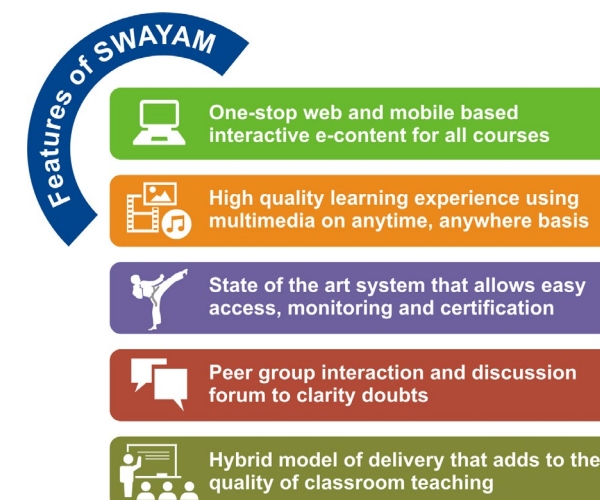 Features of SWAYAM
One-stop web and mobile based
interactive e-content for all courses
High quality learning experience using
multimedia on anytime, anywhere basis
State of the art system that allows easy
access, monitoring and certification
Peer group interaction and discussion
forum to clarity doubts
Hybrid model of delivery that adds to the
quality of classroom teaching